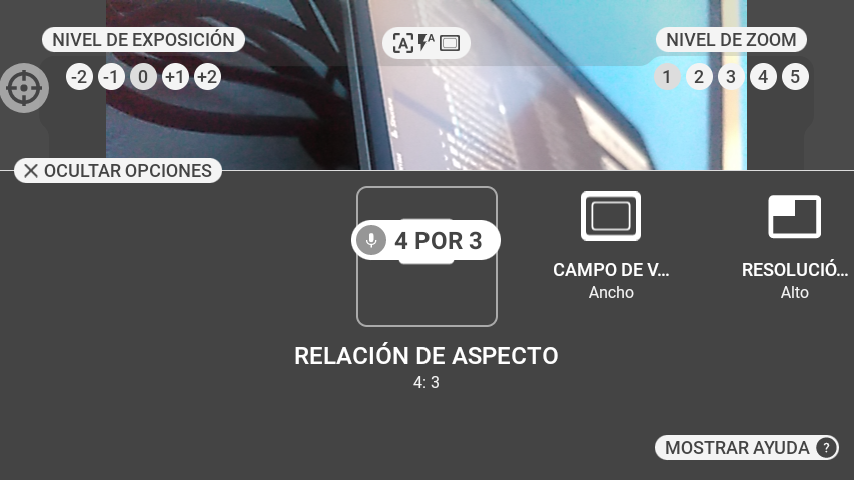 NIVEL DE EXPOSICIÓN
-2 -1 0 +1 +2
A A
NIVEL DE ZOOM
1 2 3 4 5
OCULTAR OPCIONES
4 POR 3
CAMPO DE V...
Ancho
RESOLUCIÓ...
Alto
RELACIÓN DE ASPECTO
4: 3
MOSTRAR AYUDA ?